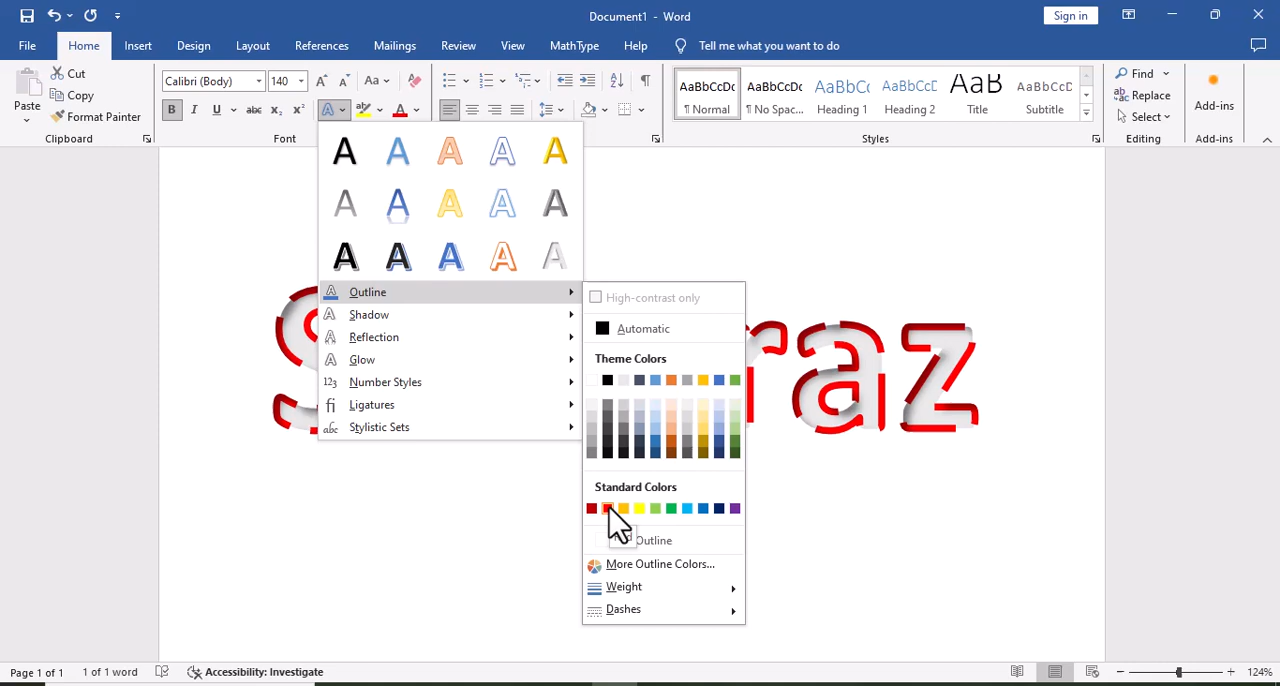 Document1 - Word
Sign in
File Home Insert Design Layout References Mailings Review View MathType Help Tell me what you want to do
Paste
Cut
Copy
Format Painter
Clipboard
Calibri (Body) 140
Font
AaBbCcDc
¶ Normal
AaBbCcDc
¶ No Spac...
AaBbCc
Heading 1
AaBbCcD
Heading 2
AaB
Title
AaBbCcD
Subtitle
Styles
Find
Replace
Select
Editing
Add-ins
Add-ins
Outline
Shadow
Reflection
Glow
Number Styles
Ligatures
Stylistic Sets
High-contrast only
Automatic
Theme Colors
Standard Colors
Outline
More Outline Colors...
Weight
Dashes
raz
Page 1 of 1 1 of 1 word Accessibility: Investigate 124%